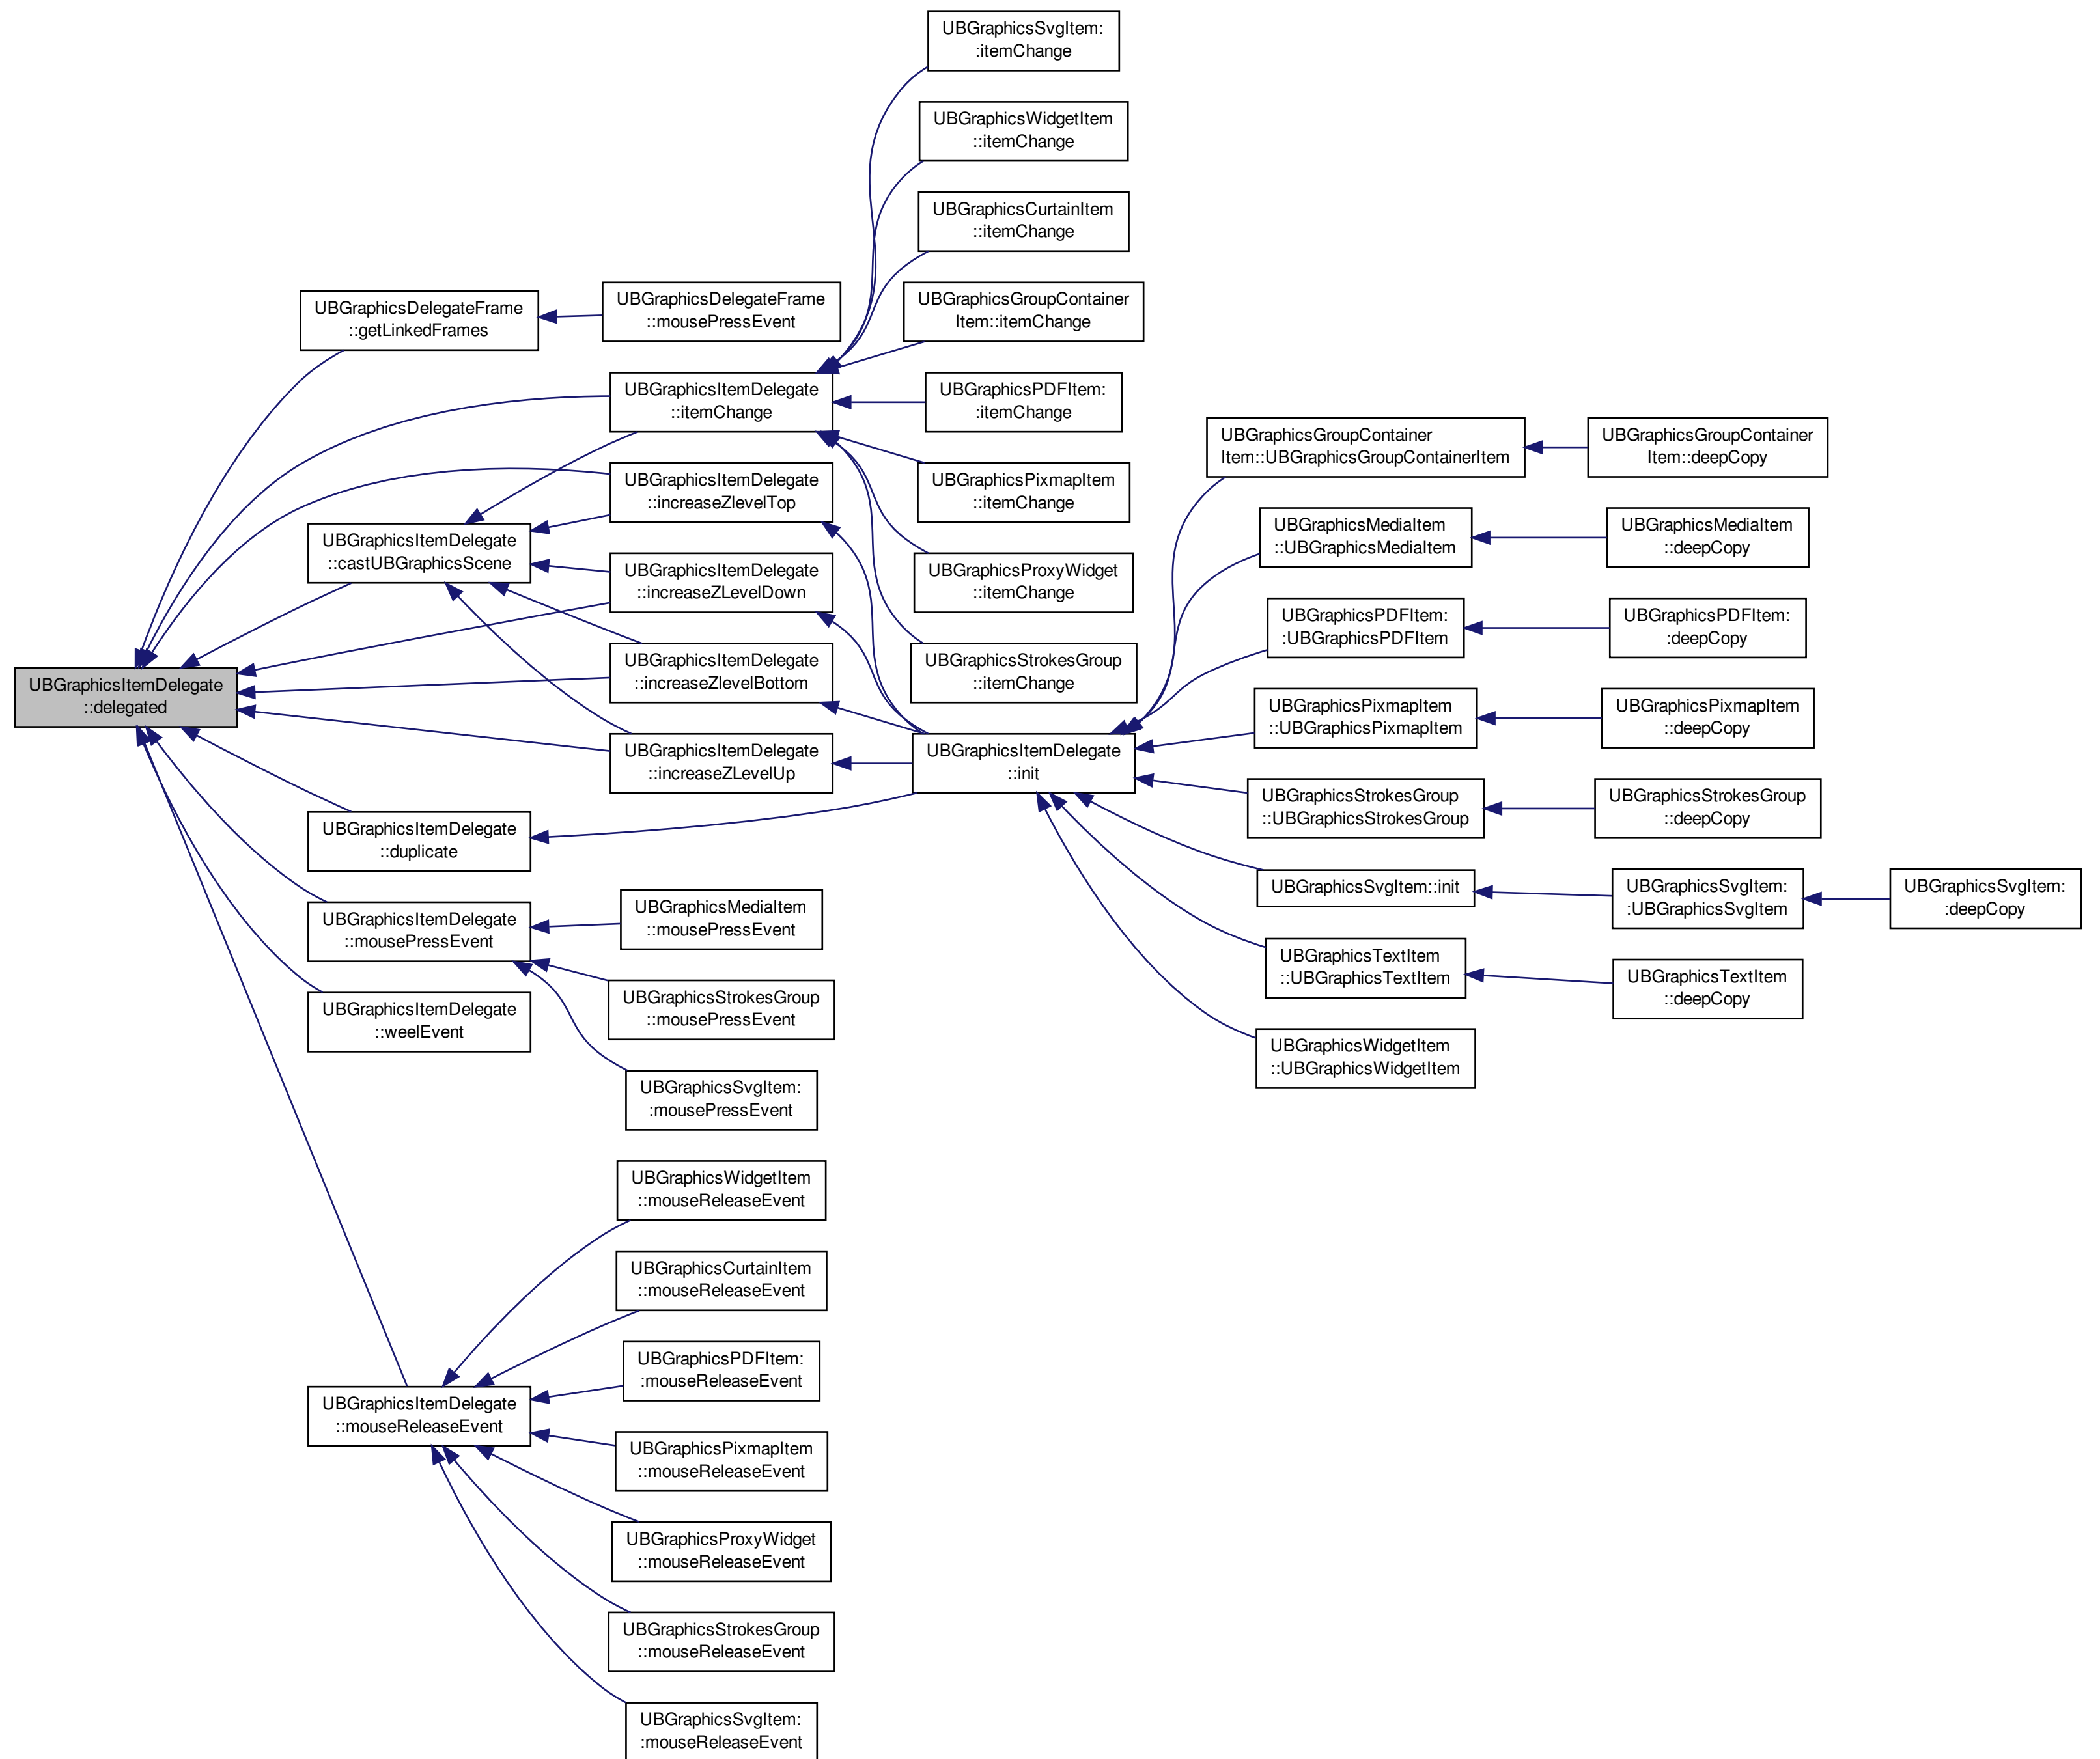 UBGraphicsItemDelegate
::delegated
UBGraphicsDelegateFrame
::getLinkedFrames
UBGraphicsItemDelegate
::castUBGraphicsScene
UBGraphicsItemDelegate
::duplicate
UBGraphicsItemDelegate
::mousePressEvent
UBGraphicsItemDelegate
::weelEvent
UBGraphicsItemDelegate
::mouseReleaseEvent
UBGraphicsDelegateFrame
::mousePressEvent
UBGraphicsItemDelegate
::itemChange
UBGraphicsItemDelegate
::increaseZlevelTop
UBGraphicsItemDelegate
::increaseZLevelDown
UBGraphicsItemDelegate
::increaseZlevelBottom
UBGraphicsItemDelegate
::increaseZLevelUp
UBGraphicsMediaItem
::mousePressEvent
UBGraphicsStrokesGroup
::mousePressEvent
UBGraphicsSvgItem:
:mousePressEvent
UBGraphicsWidgetItem
::mouseReleaseEvent
UBGraphicsCurtainItem
::mouseReleaseEvent
UBGraphicsPDFItem:
:mouseReleaseEvent
UBGraphicsPixmapItem
::mouseReleaseEvent
UBGraphicsProxyWidget
::mouseReleaseEvent
UBGraphicsStrokesGroup
::mouseReleaseEvent
UBGraphicsSvgItem:
:mouseReleaseEvent
UBGraphicsSvgItem:
:itemChange
UBGraphicsWidgetItem
::itemChange
UBGraphicsCurtainItem
::itemChange
UBGraphicsGroupContainer
Item::itemChange
UBGraphicsPDFItem:
:itemChange
UBGraphicsPixmapItem
::itemChange
UBGraphicsProxyWidget
::itemChange
UBGraphicsStrokesGroup
::itemChange
UBGraphicsItemDelegate
::init
UBGraphicsGroupContainer
Item::UBGraphicsGroupContainerItem
UBGraphicsMediaItem
::UBGraphicsMediaItem
UBGraphicsPDFItem:
:UBGraphicsPDFItem
UBGraphicsPixmapItem
::UBGraphicsPixmapItem
UBGraphicsStrokesGroup
::UBGraphicsStrokesGroup
UBGraphicsSvgItem::init
UBGraphicsTextItem
::UBGraphicsTextItem
UBGraphicsWidgetItem
::UBGraphicsWidgetItem
UBGraphicsGroupContainer
Item::deepCopy
UBGraphicsMediaItem
::deepCopy
UBGraphicsPDFItem:
:deepCopy
UBGraphicsPixmapItem
::deepCopy
UBGraphicsStrokesGroup
::deepCopy
UBGraphicsSvgItem:
:UBGraphicsSvgItem
UBGraphicsTextItem
::deepCopy
UBGraphicsSvgItem:
:deepCopy